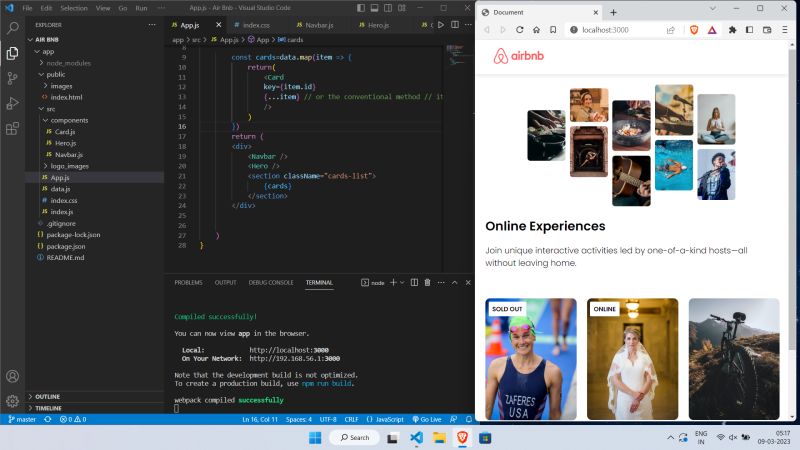 File Edit Selection View Go Run
App.js - Air Bnb - Visual Studio Code
EXPLORER
AIR BNB
app
node_modules
public
images
index.html
src
components
Card.js
Hero.js
Navbar.js
logo_images
App.js
data.js
index.css
index.js
.gitignore
package-lock.json
package.json
README.md
OUTLINE
TIMELINE
App.js
index.css
Navbar.js
Hero.js
app > src > App.js > App > cards
8
9 const cards=data.map(item => {
10 return(
11 <Card
12 key={item.id}
13 {...item} // or the conventional method // it
14 />
15 )
16 })
17 return (
18 <div>
19 <Navbar />
20 <Hero />
21 <section className="cards-list">
22 {cards}
23 </section>
24 </div>
25
26
27 )
28 }
PROBLEMS OUTPUT DEBUG CONSOLE TERMINAL
node
Compiled successfully!
You can now view app in the browser.
Local: http://localhost:3000
On Your Network: http://192.168.56.1:3000
Note that the development build is not optimized.
To create a production build, use npm run build.
webpack compiled successfully
master
0 0
Ln 16, Col 11 Spaces: 4 UTF-8 CRLF {} JavaScript Go Live
Document
localhost:3000
airbnb
Online Experiences
Join unique interactive activities led by one-of-a-kind hosts—all
without leaving home.
SOLD OUT
ZAFERES
USA
ONLINE
Search
ENG
IN
05:17
09-03-2023